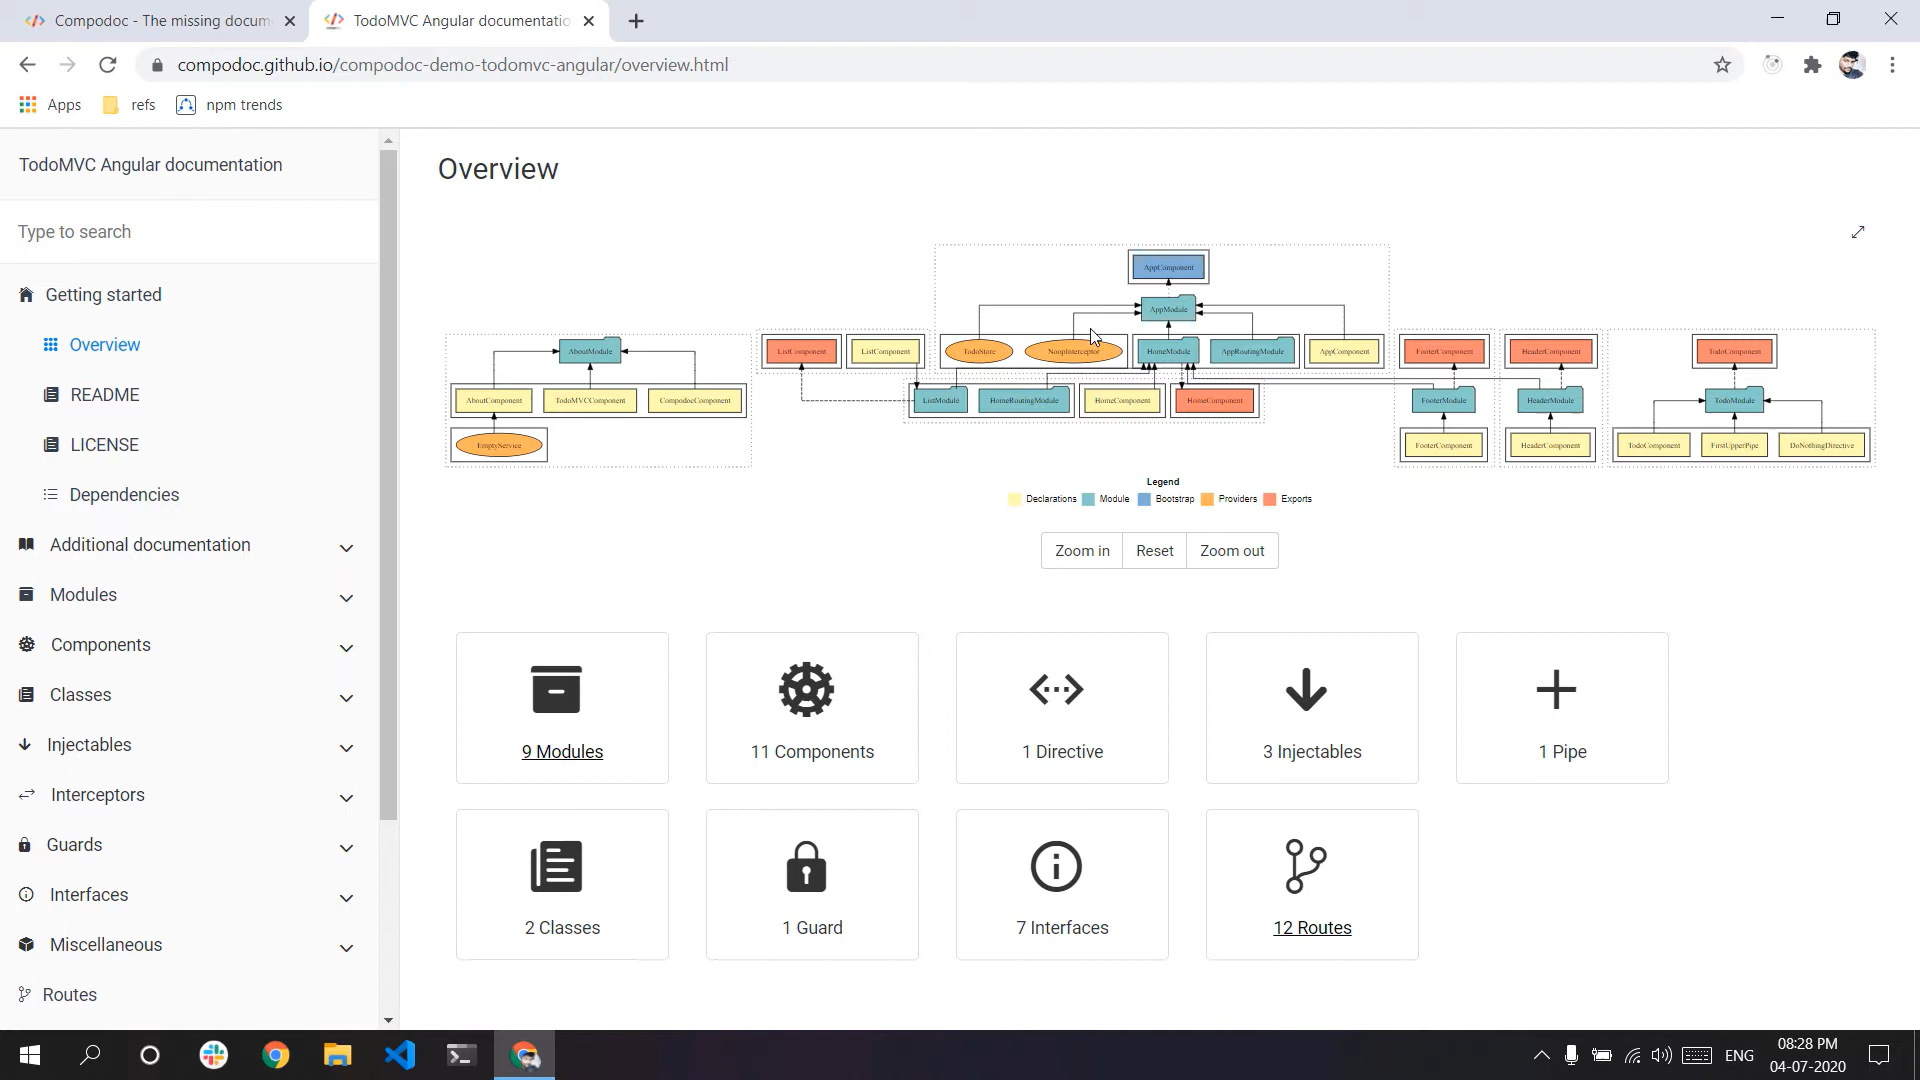 Compodoc - The missing docum
TodoMVC Angular documentatio
compodoc.github.io/compodoc-demo-todomvc-angular/overview.html
Apps
refs
npm trends
TodoMVC Angular documentation
Type to search
Getting started
Overview
README
LICENSE
Dependencies
Additional documentation
Modules
Components
Classes
Injectables
Interceptors
Guards
Interfaces
Miscellaneous
Routes
Overview
AppComponent
AppModule
AboutModule
ListComponent
ListComponent
TodoStore
NoopInterceptor
HomeModule
AppRoutingModule
AppComponent
FooterComponent
HeaderComponent
TodoComponent
AboutComponent
TodoMVCComponent
CompodocComponent
ListModule
HomeRoutingModule
HomeComponent
HomeComponent
FooterModule
HeaderModule
TodoModule
EmptyService
FooterComponent
HeaderComponent
TodoComponent
FirstUpperPipe
DoNothingDirective
Legend
Declarations Module Bootstrap Providers Exports
Zoom in Reset Zoom out
9 Modules
11 Components
1 Directive
3 Injectables
1 Pipe
2 Classes
1 Guard
7 Interfaces
12 Routes
ENG
08:28 PM
04-07-2020